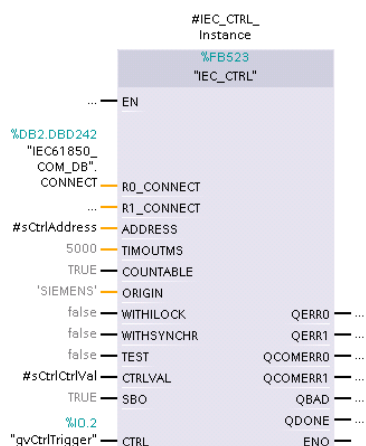 #IEC_CTRL_
Instance
%FB523
"IEC_CTRL"
... EN
%DB2.DBD242
"IEC61850_
COM_DB".
CONNECT R0_CONNECT
... R1_CONNECT
#sCtrlAddress ADDRESS
5000 TIMOUTMS
TRUE COUNTABLE
'SIEMENS' ORIGIN
false WITHILOCK QERR0 ...
false WITHSYNCHR QERR1 ...
false TEST QCOMERR0 ...
#sCtrlCtrlVal CTRLVAL QCOMERR1 ...
TRUE SBO QBAD ...
%I0.2 QDONE ...
"gvCtrlTrigger" CTRL ENO ...